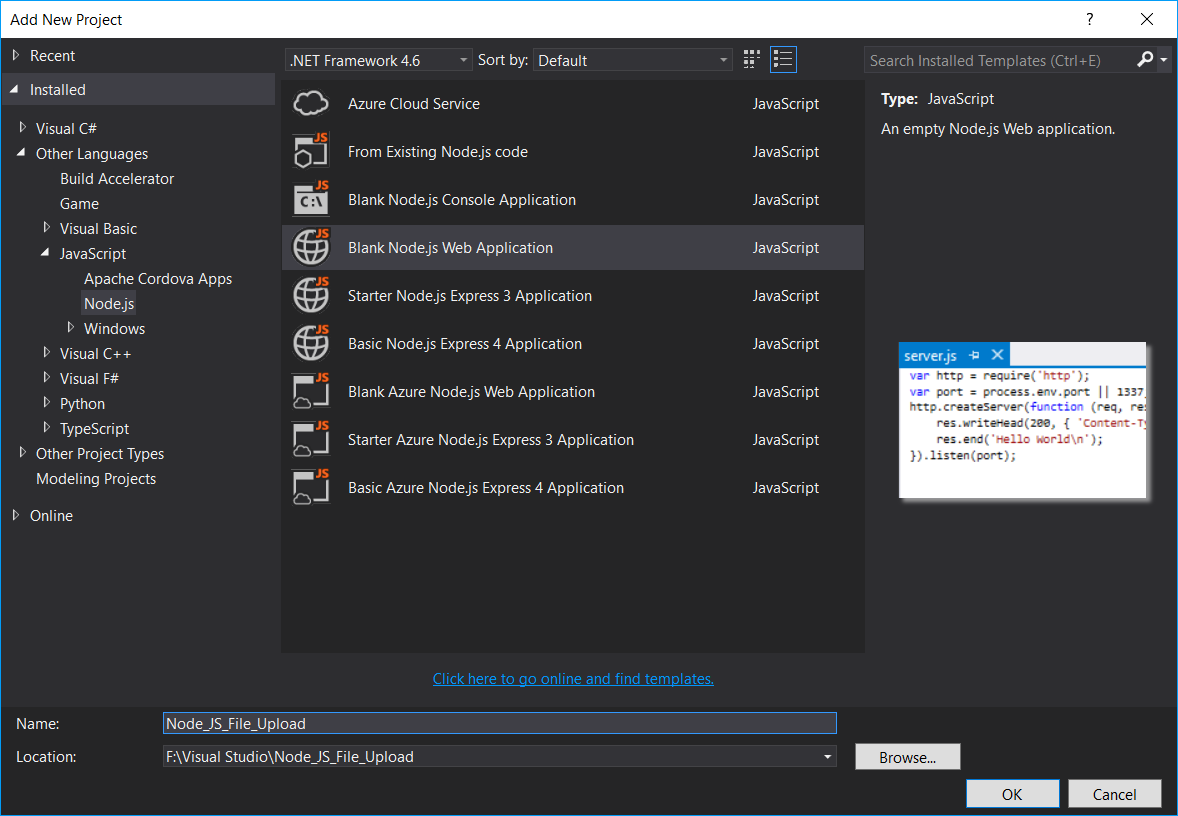 Add New Project
?
Recent
Installed
Visual C#
Other Languages
Build Accelerator
Game
Visual Basic
JavaScript
Apache Cordova Apps
Node.js
Windows
Visual C++
Visual F#
Python
TypeScript
Other Project Types
Modeling Projects
Online
.NET Framework 4.6
Sort by:
Default
Azure Cloud Service JavaScript
JS
From Existing Node.js code JavaScript
JS
C:\
Blank Node.js Console Application JavaScript
JS
Blank Node.js Web Application JavaScript
JS
Starter Node.js Express 3 Application JavaScript
JS
Basic Node.js Express 4 Application JavaScript
JS
Blank Azure Node.js Web Application JavaScript
JS
Starter Azure Node.js Express 3 Application JavaScript
JS
Basic Azure Node.js Express 4 Application JavaScript
Click here to go online and find templates.
Search Installed Templates (Ctrl+E)
Type: JavaScript
An empty Node.js Web application.
server.js
var http = require('http');
var port = process.env.port || 1337
http.createServer(function (req, re
res.writeHead(200, { 'Content-Ty
res.end('Hello World\n');
}).listen(port);
Name:
Node_JS_File_Upload
Location:
F:\Visual Studio\Node_JS_File_Upload
Browse...
OK
Cancel